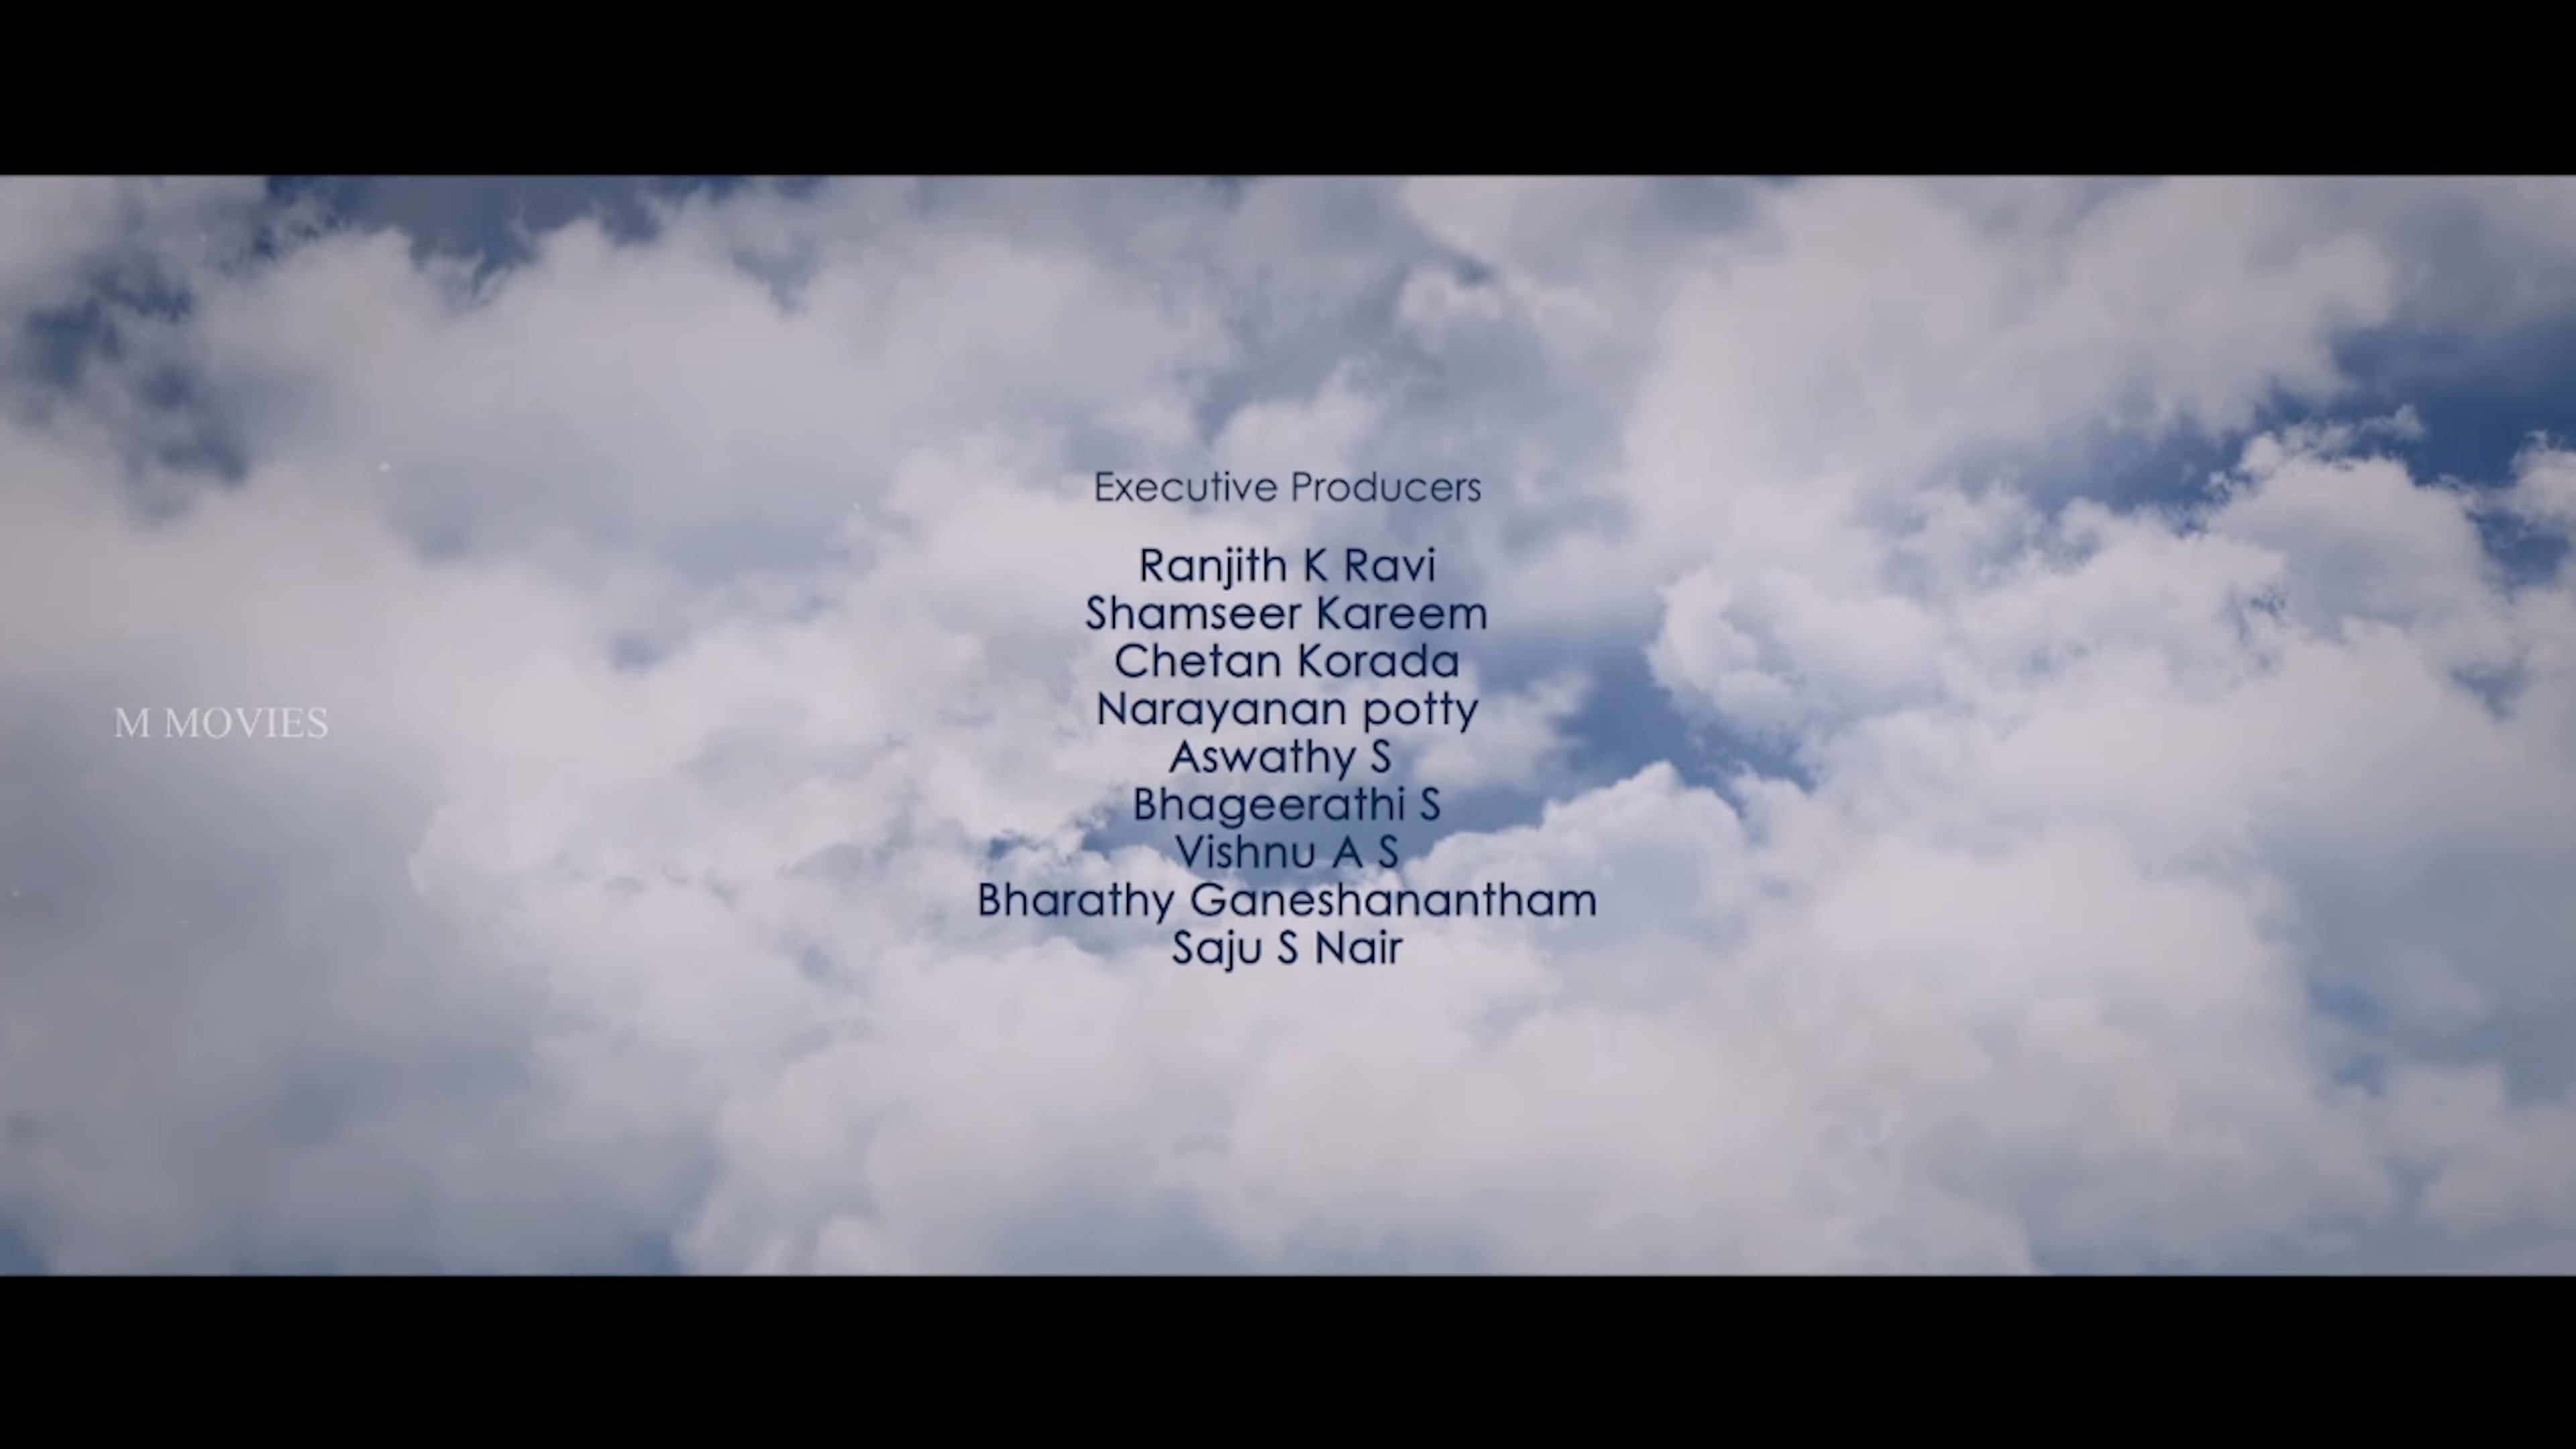 Executive Producers
Ranjith K Ravi
Shamseer Kareem
Chetan Korada
Narayanan potty
Aswathy S
Bhageerathi S
Vishnu A S
Bharathy Ganeshanantham
Saju S Nair
M MOVIES